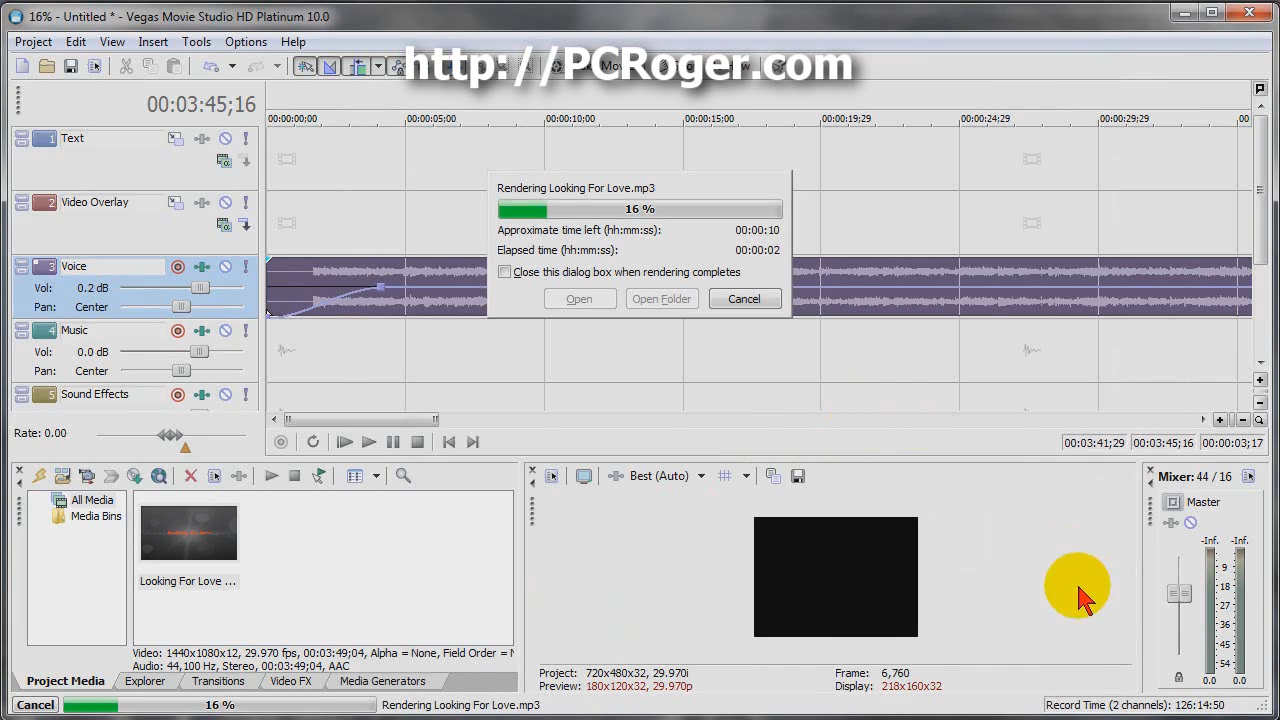 16% - Untitled * - Vegas Movie Studio HD Platinum 10.0
Project Edit View Insert Tools Options Help
http://PCRoger.com
00:03:45;16
00:00:00;00 00:00:05;00 00:00:10;00 00:00:15;00 00:00:19;29 00:00:24;29 00:00:29;29 00
1 Text
2 Video Overlay
3 Voice
Vol: 0.2 dB
Pan: Center
4 Music
Vol: 0.0 dB
Pan: Center
5 Sound Effects
Rate: 0.00
Rendering Looking For Love.mp3
16 %
Approximate time left (hh:mm:ss): 00:00:10
Elapsed time (hh:mm:ss): 00:00:02
Close this dialog box when rendering completes
Open Open Folder Cancel
00:03:41;29 00:03:45;16 00:00:03;17
All Media
Media Bins
Looking For Love ...
Video: 1440x1080x12, 29.970 fps, 00:03:49;04, Alpha = None, Field Order = N
Audio: 44,100 Hz, Stereo, 00:03:49;04, AAC
Project Media Explorer Transitions Video FX Media Generators
Best (Auto)
Project: 720x480x32, 29.970i
Preview: 180x120x32, 29.970p
Frame: 6,760
Display: 218x160x32
Mixer: 44 / 16
Master
-Inf. -Inf.
9
18
27
36
45
54
0.0 0.0
Cancel 16 % Rendering Looking For Love.mp3 Record Time (2 channels): 126:14:50